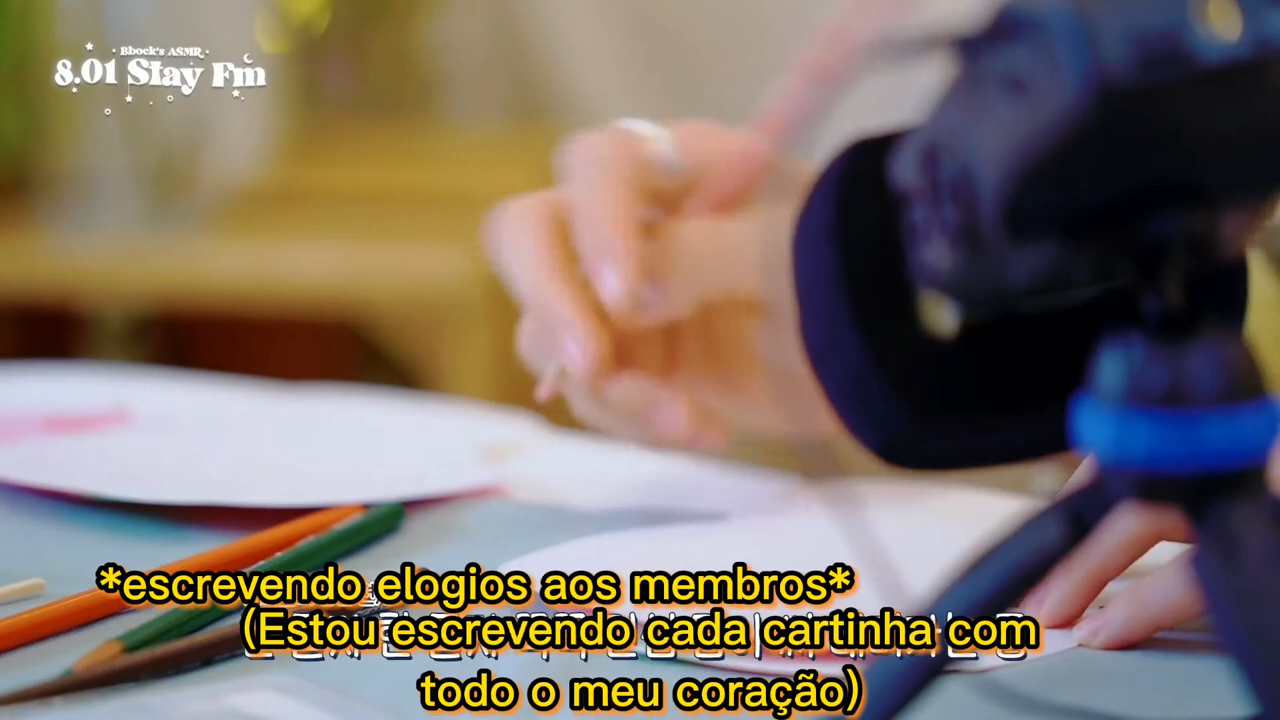 Bbock's ASMR
8.01 Stay Fm
*escrevendo elogios aos membros*
(Estou escrevendo cada cartinha com
todo o meu coração)